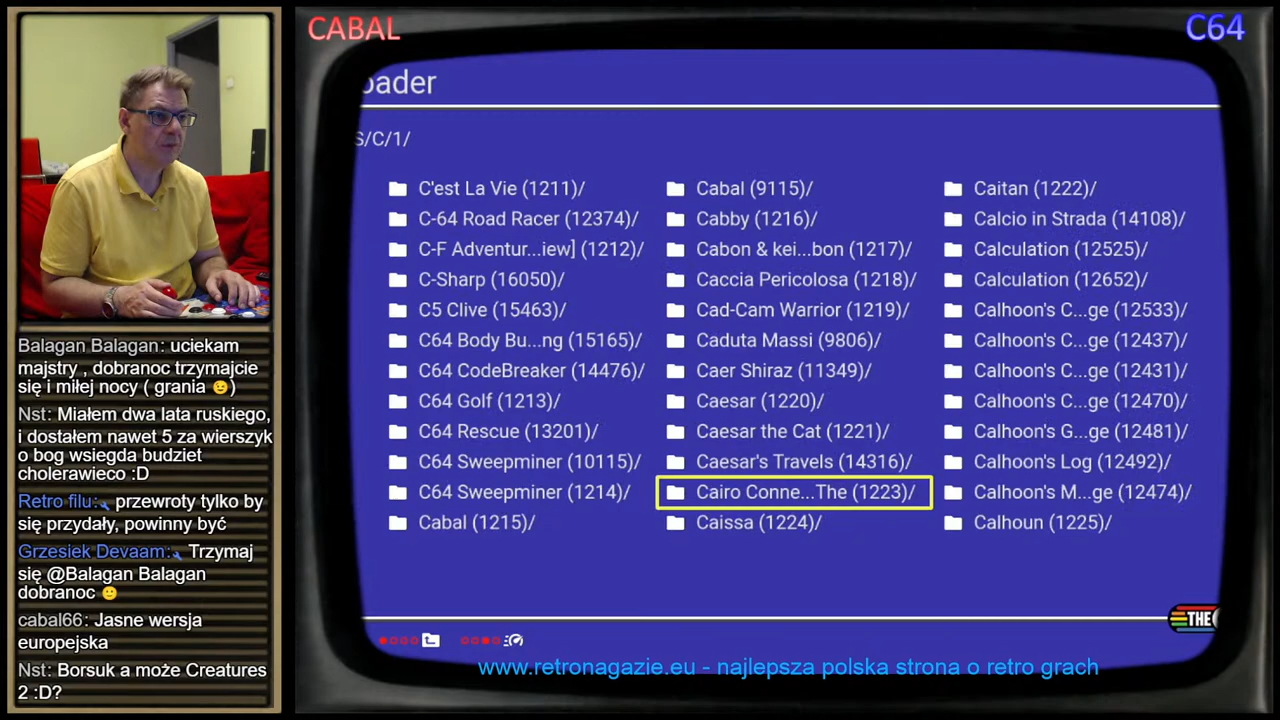 CABAL
C64
oader
S/C/1/
C'est La Vie (1211)/
C-64 Road Racer (12374)/
C-F Adventur...iew] (1212)/
C-Sharp (16050)/
C5 Clive (15463)/
C64 Body Bu...ng (15165)/
C64 CodeBreaker (14476)/
C64 Golf (1213)/
C64 Rescue (13201)/
C64 Sweepminer (10115)/
C64 Sweepminer (1214)/
Cabal (1215)/
Cabal (9115)/
Cabby (1216)/
Cabon & kei...bon (1217)/
Caccia Pericolosa (1218)/
Cad-Cam Warrior (1219)/
Caduta Massi (9806)/
Caer Shiraz (11349)/
Caesar (1220)/
Caesar the Cat (1221)/
Caesar's Travels (14316)/
Cairo Conne...The (1223)/
Caissa (1224)/
Caitan (1222)/
Calcio in Strada (14108)/
Calculation (12525)/
Calculation (12652)/
Calhoon's C...ge (12533)/
Calhoon's C...ge (12437)/
Calhoon's C...ge (12431)/
Calhoon's C...ge (12470)/
Calhoon's G...ge (12481)/
Calhoon's Log (12492)/
Calhoon's M...ge (12474)/
Calhoun (1225)/
THE
www.retronagazie.eu - najlepsza polska strona o retro grach
Balagan Balagan: uciekam
majstry , dobranoc trzymajcie
się i miłej nocy ( grania 😉)
Nst: Miałem dwa lata ruskiego,
i dostałem nawet 5 za wierszyk
o bog wsiegda budziet
cholerawieco :D
Retro filu: przewroty tylko by
się przydały, powinny być
Grzesiek Devaam: Trzymaj
się @Balagan Balagan
dobranoc 🙂
cabal66: Jasne wersja
europejska
Nst: Borsuk a może Creatures
2 :D?